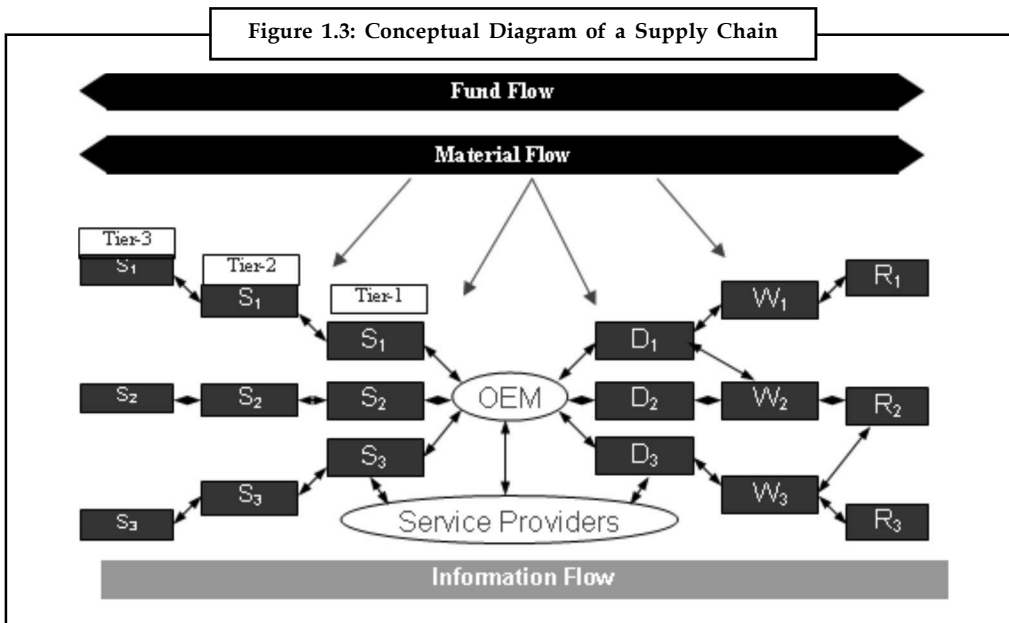 Figure 1.3: Conceptual Diagram of a Supply Chain
Fund Flow
Material Flow
Tier-3
S₁
Tier-2
S₁
Tier-1
S₁
D₁
W₁
R₁
S₂
S₂
S₂
OEM
D₂
W₂
R₂
S₃
S₃
S₃
D₃
W₃
R₃
Service Providers
Information Flow